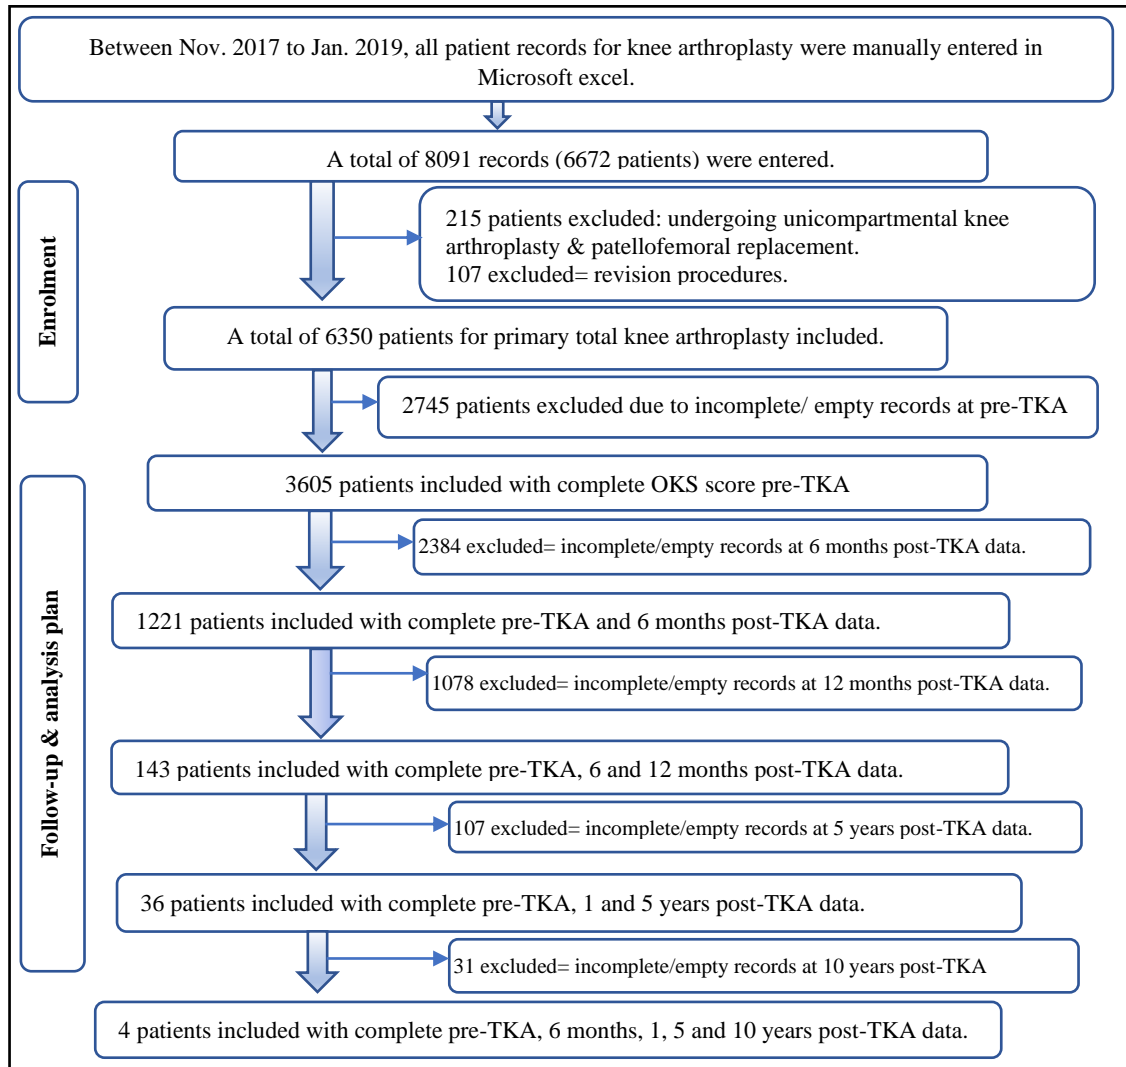 Between Nov. 2017 to Jan. 2019, all patient records for knee arthroplasty were manually entered in
Microsoft excel.
A total of 8091 records (6672 patients) were entered.
Enrolment
215 patients excluded: undergoing unicompartmental knee
arthroplasty & patellofemoral replacement.
107 excluded= revision procedures.
A total of 6350 patients for primary total knee arthroplasty included.
2745 patients excluded due to incomplete/ empty records at pre-TKA
Follow-up & analysis plan
3605 patients included with complete OKS score pre-TKA
2384 excluded= incomplete/empty records at 6 months post-TKA data.
1221 patients included with complete pre-TKA and 6 months post-TKA data.
1078 excluded= incomplete/empty records at 12 months post-TKA data.
143 patients included with complete pre-TKA, 6 and 12 months post-TKA data.
107 excluded= incomplete/empty records at 5 years post-TKA data.
36 patients included with complete pre-TKA, 1 and 5 years post-TKA data.
31 excluded= incomplete/empty records at 10 years post-TKA
4 patients included with complete pre-TKA, 6 months, 1, 5 and 10 years post-TKA data.